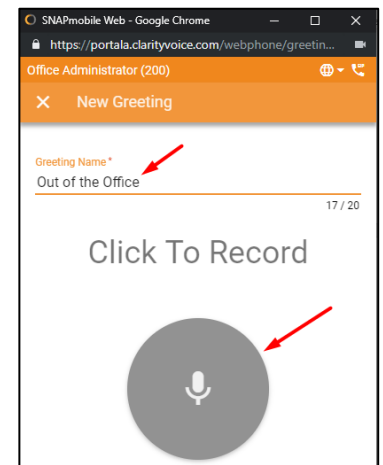 SNAPmobile Web - Google Chrome
https://portala.clarityvoice.com/webphone/greetin...
Office Administrator (200)
New Greeting
Greeting Name *
Out of the Office
17 / 20
Click To Record